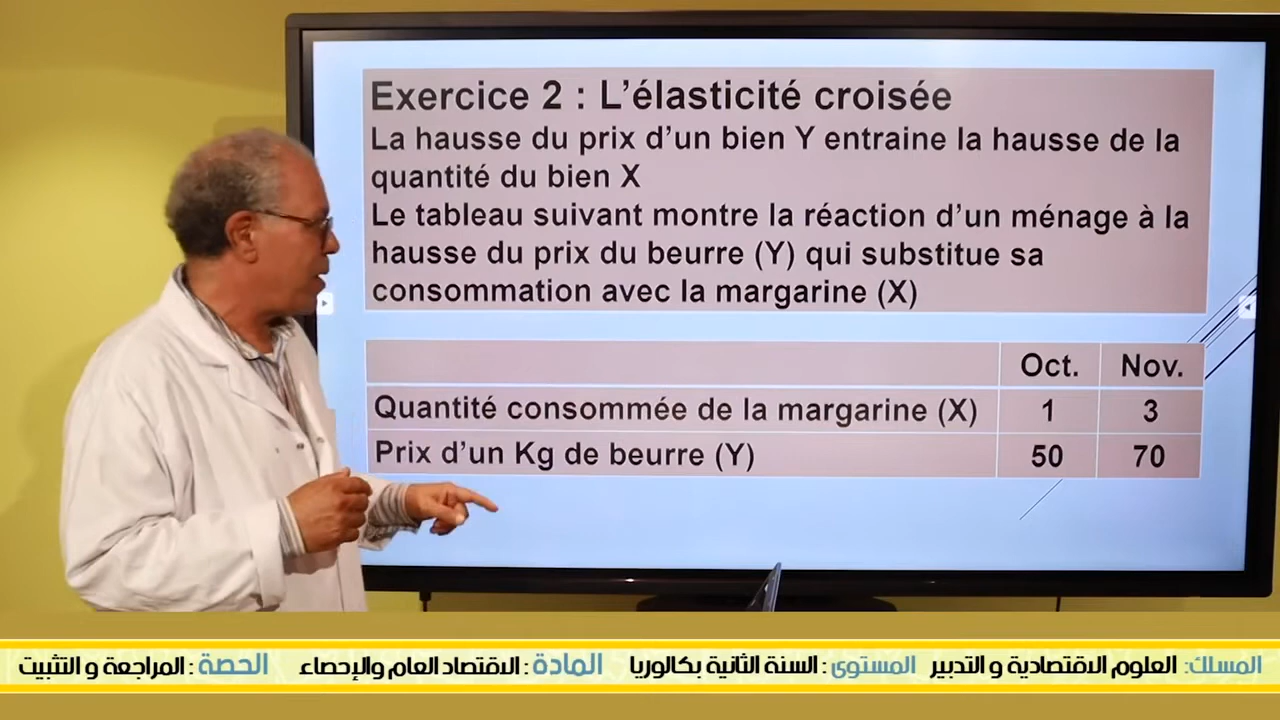 Exercice 2 : L'élasticité croisée
La hausse du prix d'un bien Y entraine la hausse de la
quantité du bien X
Le tableau suivant montre la réaction d'un ménage à la
hausse du prix du beurre (Y) qui substitue sa
consommation avec la margarine (X)
Oct. Nov.
Quantité consommée de la margarine (X) 1 3
Prix d'un Kg de beurre (Y) 50 70
المسلك: العلوم الاقتصادية و التدبير المستوى : السنة الثانية بكالوريا المادة : الاقتصاد العام والإحصاء الحصة : المراجعة و التثبيت